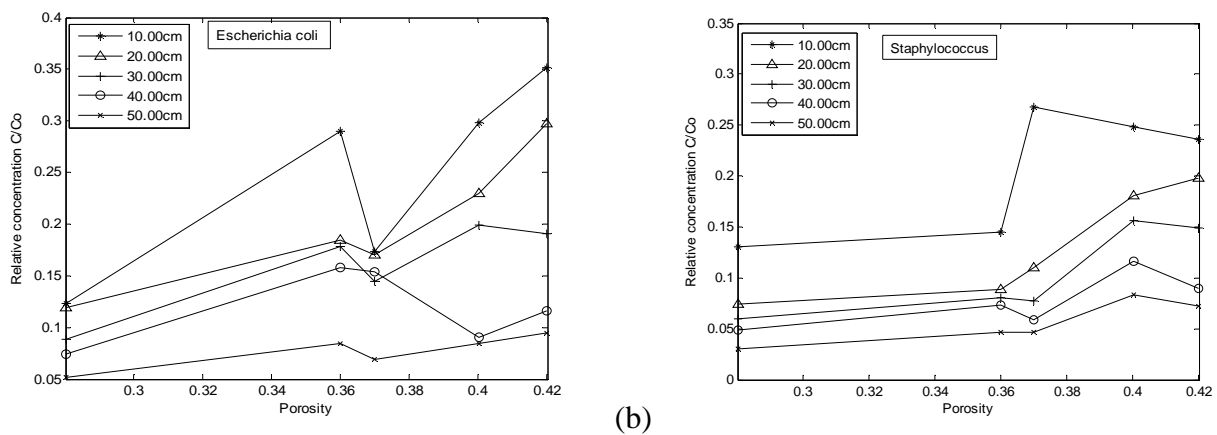 Escherichia coli
10.00cm
20.00cm
30.00cm
40.00cm
50.00cm
Relative concentration C/Co
0.4
0.35
0.3
0.25
0.2
0.15
0.1
0.05
0.3
0.32
0.34
0.36
0.38
0.4
0.42
Porosity
(b)
Staphylococcus
10.00cm
20.00cm
30.00cm
40.00cm
50.00cm
Relative concentration C/Co
0.35
0.3
0.25
0.2
0.15
0.1
0.05
0
0.3
0.32
0.34
0.36
0.38
0.4
0.42
Porosity